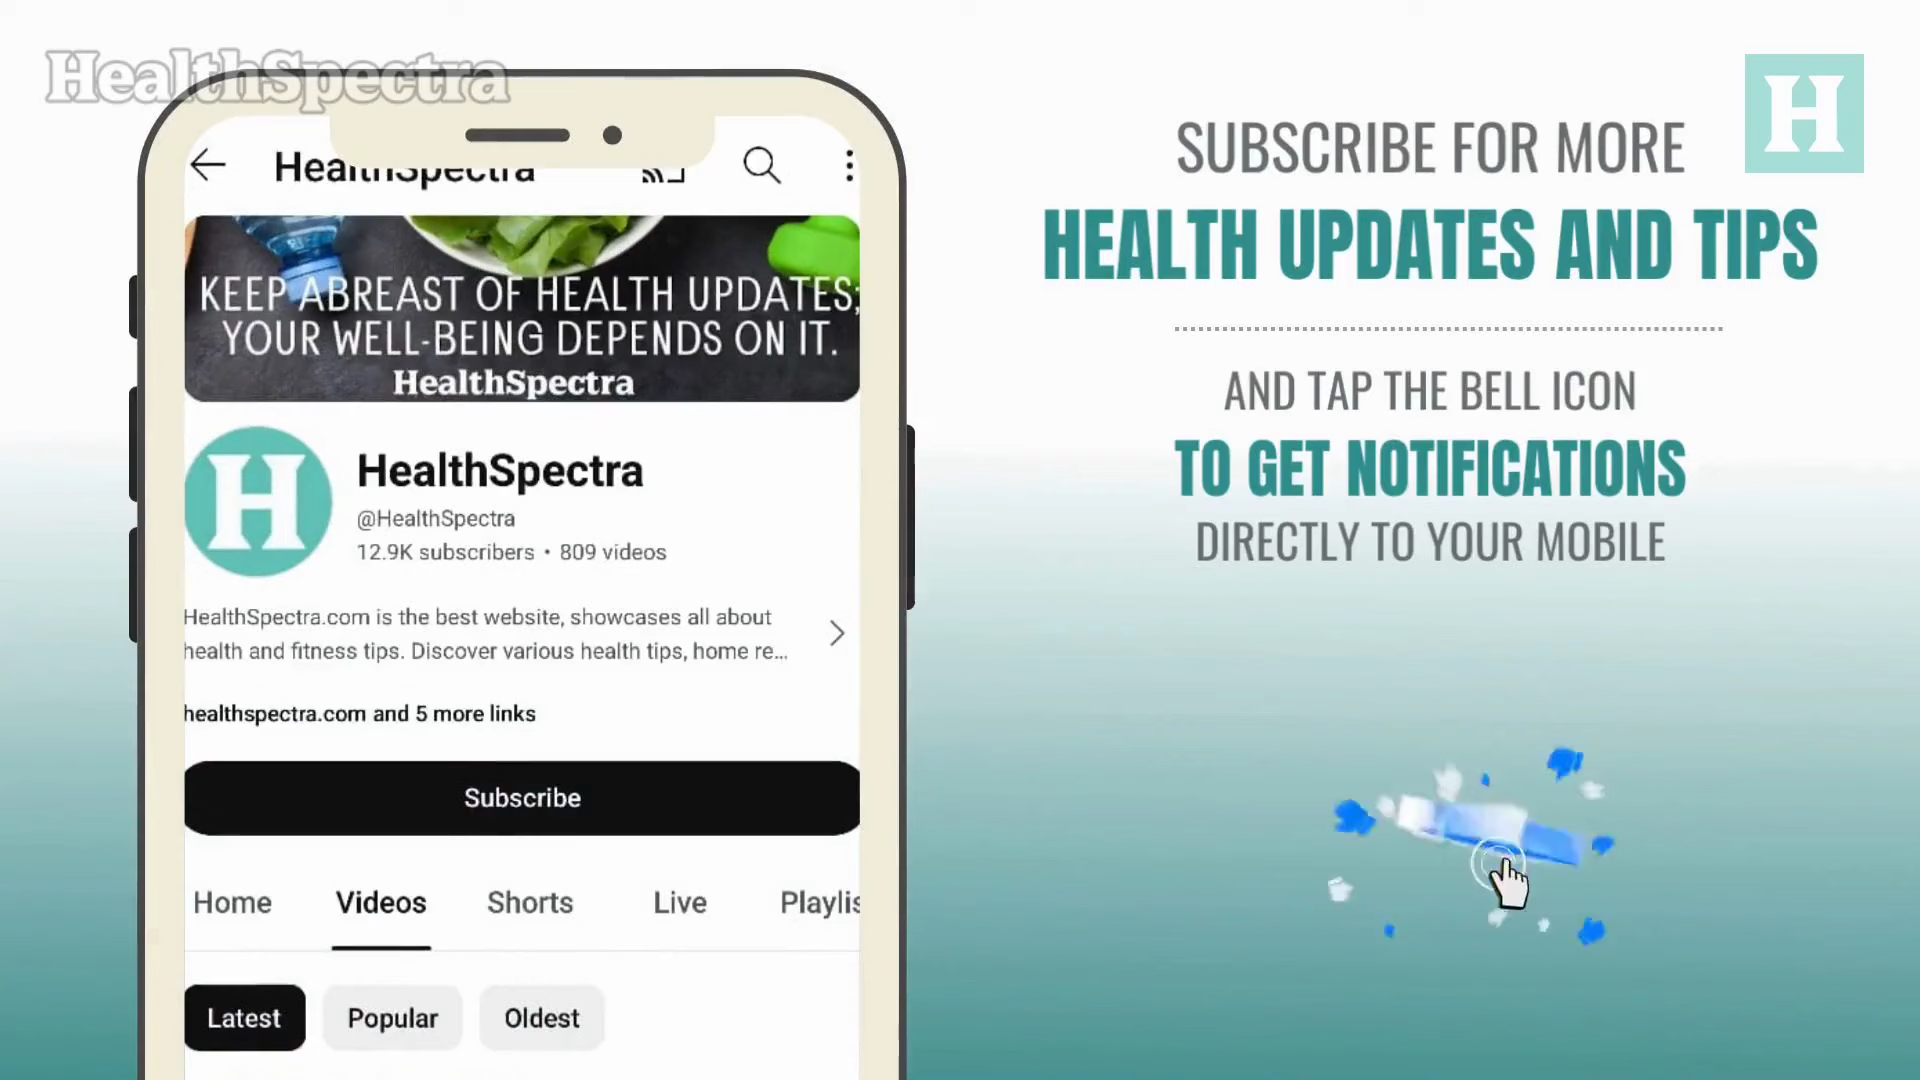 HealthSpectra
HealthSpectra
KEEP ABREAST OF HEALTH UPDATES;
YOUR WELL-BEING DEPENDS ON IT.
HealthSpectra
H
HealthSpectra
@HealthSpectra
12.9K subscribers • 809 videos
HealthSpectra.com is the best website, showcases all about
health and fitness tips. Discover various health tips, home re...
healthspectra.com and 5 more links
Subscribe
Home Videos Shorts Live Playlis
Latest Popular Oldest
H
SUBSCRIBE FOR MORE
HEALTH UPDATES AND TIPS
AND TAP THE BELL ICON
TO GET NOTIFICATIONS
DIRECTLY TO YOUR MOBILE